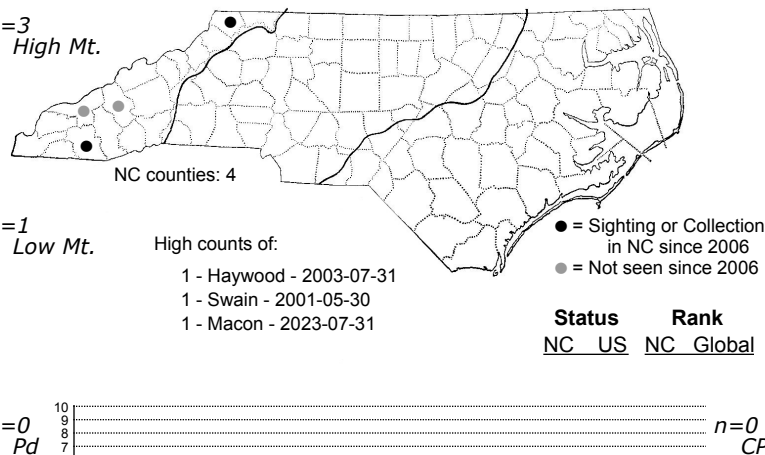 =3
High Mt.
NC counties: 4
=1
Low Mt.
High counts of:
1 - Haywood - 2003-07-31
1 - Swain - 2001-05-30
1 - Macon - 2023-07-31
● = Sighting or Collection
in NC since 2006
● = Not seen since 2006
Status Rank
NC US NC Global
=0
Pd
10
9
8
7
n=0
CP